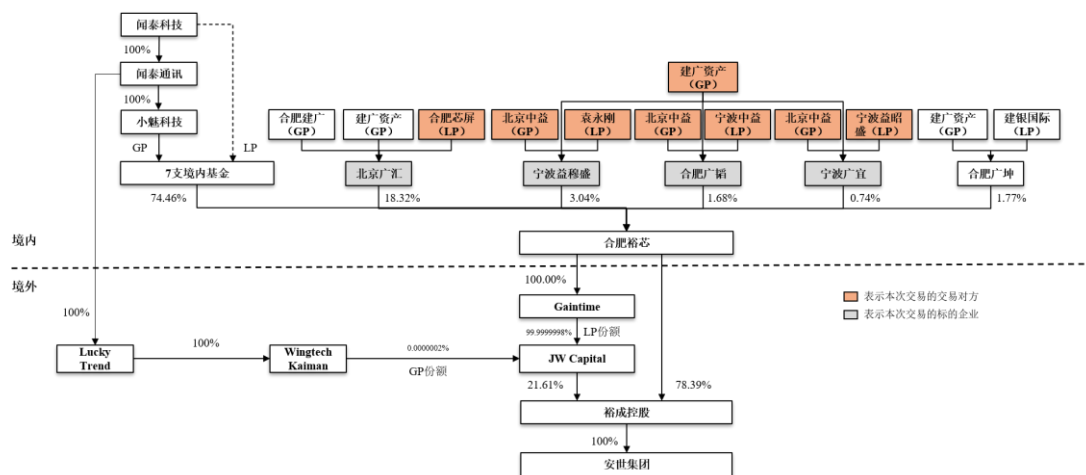 闻泰科技
100%
闻泰通讯
100%
小魅科技
GP
LP
7支境内基金
建广资产
（GP）
合肥建广
（GP）
建广资产
（GP）
合肥芯屏
（LP）
北京中益
（GP）
袁永刚
（LP）
北京中益
（GP）
宁波中益
（LP）
北京中益
（GP）
宁波益昭
盛（LP）
建广资产
（GP）
建银国际
（LP）
北京广汇
宁波益穆盛
合肥广韬
宁波广宜
合肥广坤
74.46%
18.32%
3.04%
1.68%
0.74%
1.77%
境内
合肥裕芯
境外
100.00%
Gaintime
表示本次交易的交易对方
表示本次交易的标的企业
100%
99.9999998%
LP份额
Lucky
Trend
100%
Wingtech
Kaiman
0.0000002%
GP份额
JW Capital
21.61%
78.39%
裕成控股
100%
安世集团